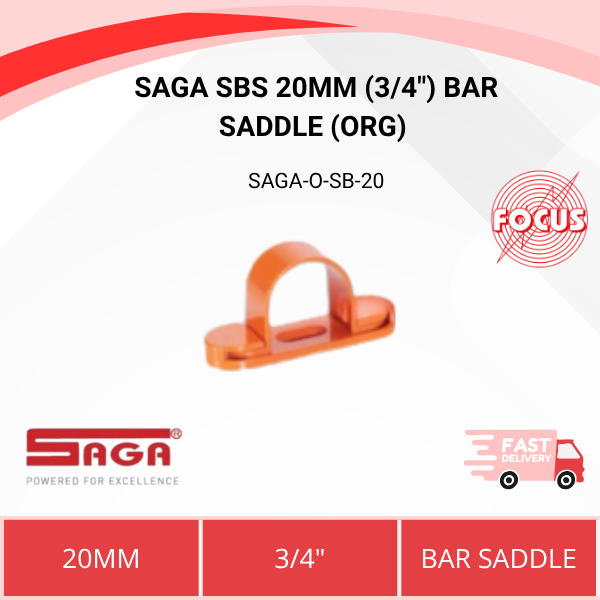 SAGA SBS 20MM (3/4") BAR
SADDLE (ORG)
SAGA-O-SB-20
FOCUS
SAGA®
POWERED FOR EXCELLENCE
FAST
DELIVERY
20MM
3/4"
BAR SADDLE